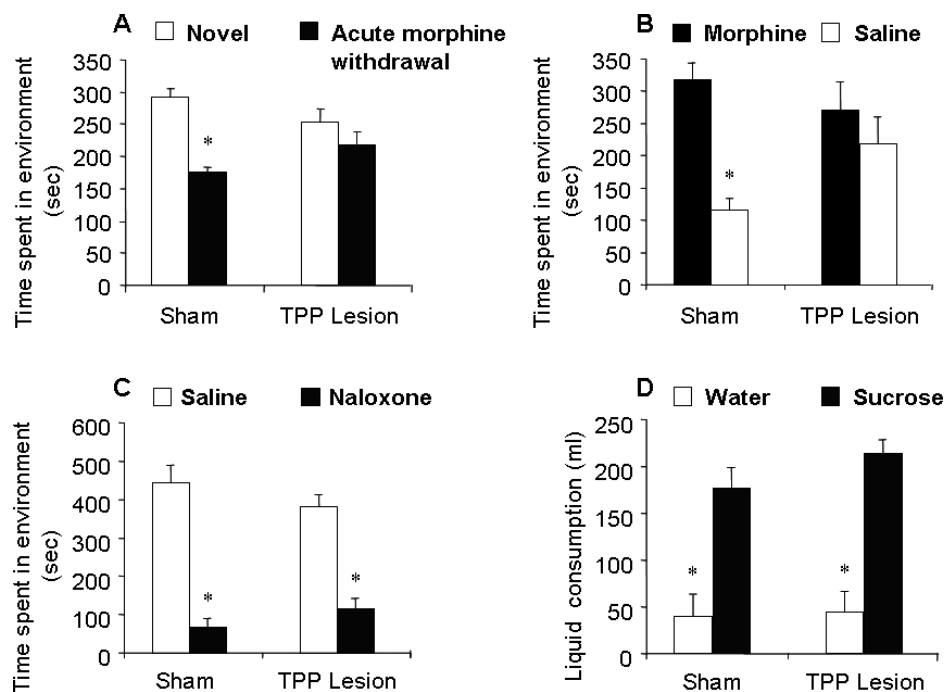 A
Novel
Acute morphine
withdrawal
Time spent in environment
(sec)
350
300
250
200
150
100
50
0
*
Sham
TPP Lesion
B
Morphine
Saline
Time spent in environment
(sec)
350
300
250
200
150
100
50
0
*
Sham
TPP Lesion
C
Saline
Naloxone
Time spent in environment
(sec)
600
500
400
300
200
100
0
*
*
Sham
TPP Lesion
D
Water
Sucrose
Liquid consumption (ml)
250
200
150
100
50
0
*
*
Sham
TPP Lesion